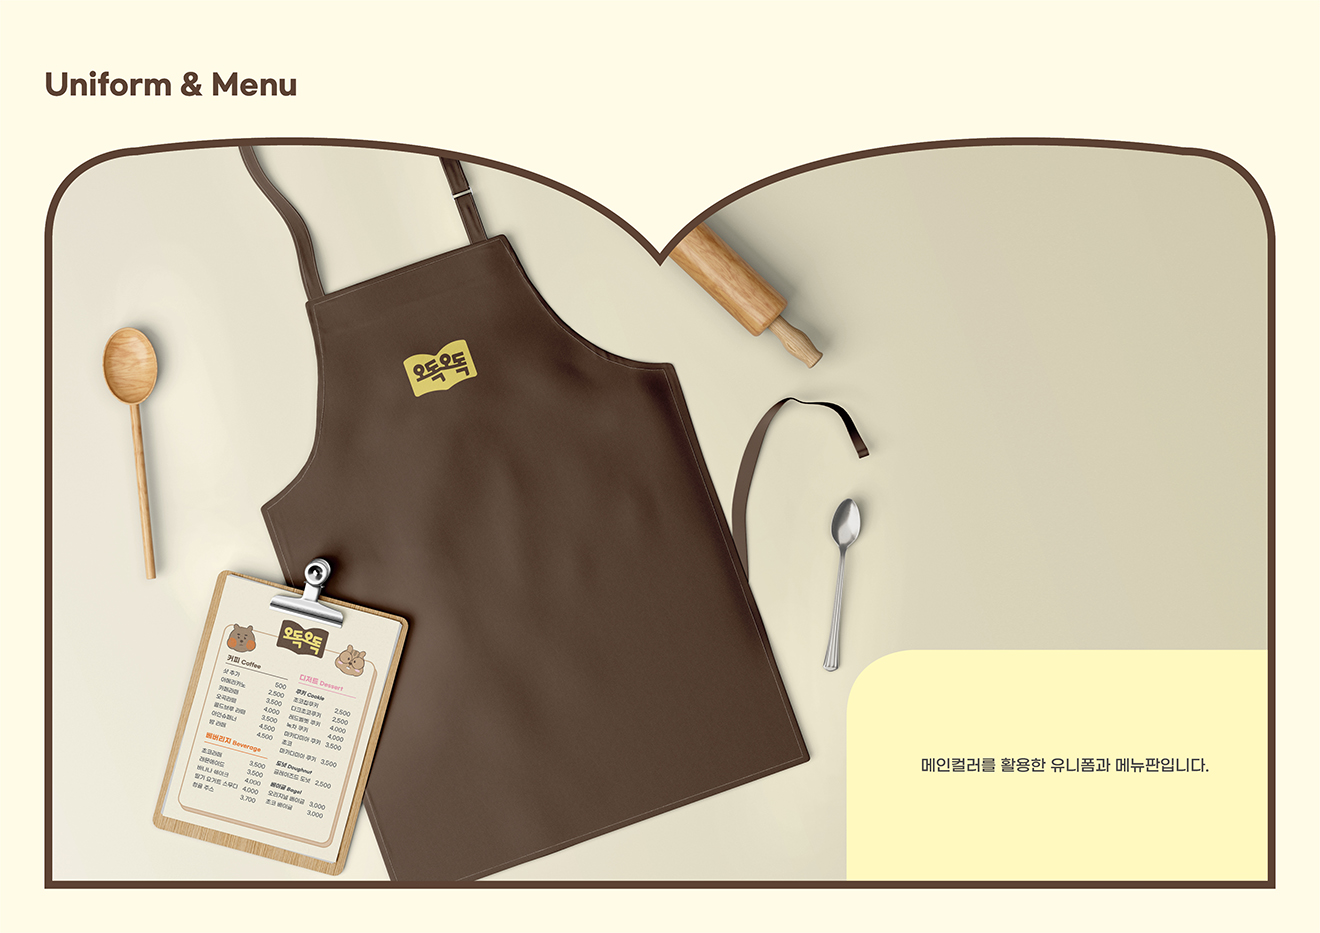 Uniform & Menu
오독오독
오독오독
커피 Coffee
샷 추가 500
아메리카노 2,500
카페라떼 3,500
오곡라떼 4,000
콜드브루 라떼 3,500
아인슈페너 4,500
밤 라떼 4,500
베버리지 Beverage
초코라떼 3,500
레몬에이드 3,500
바나나 쉐이크 4,000
딸기 요거트 스무디 4,000
한음 주스 3,700
디저트 Dessert
쿠키 Cookie
초코칩쿠키 2,500
다크초코쿠키 2,500
레드벨벳 쿠키 4,000
녹차 쿠키 4,000
마카다미아 쿠키 3,500
초코
마카다미아 쿠키 3,500
도넛 Doughnut
글레이즈드 도넛 2,500
베이글 Bagel
오리지널 베이글 3,000
초코 베이글 3,000
메인컬러를 활용한 유니폼과 메뉴판입니다.